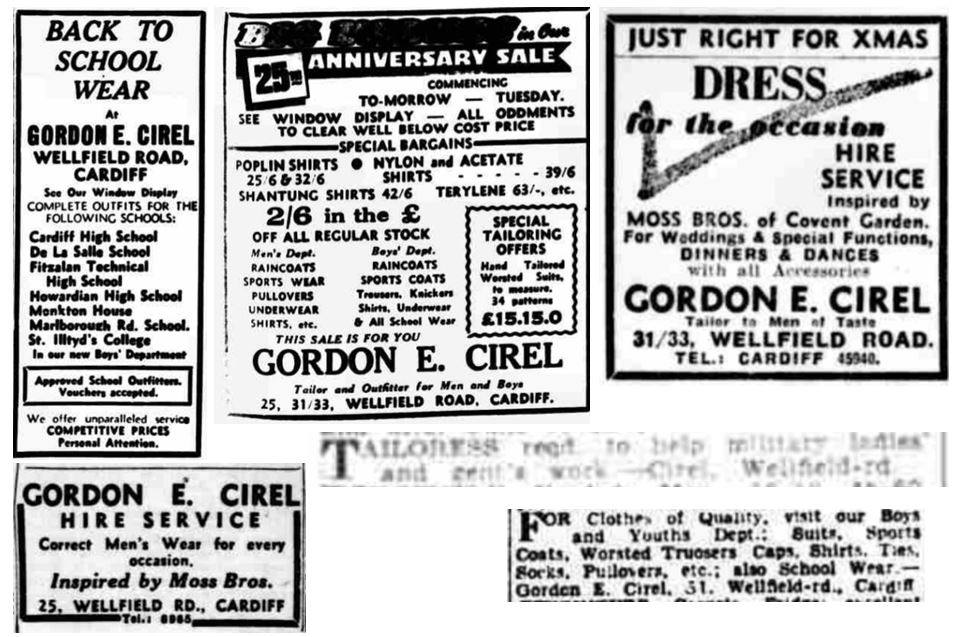 BACK TO
SCHOOL
WEAR
At
GORDON E. CIREL
WELLFIELD ROAD,
CARDIFF
See Our Window Display
COMPLETE OUTFITS FOR THE
FOLLOWING SCHOOLS:
Cardiff High School
De La Salle School
Fitzalan Technical
High School
Howardian High School
Monkton House
Marlborough Rd. School.
St. Illtyd's College
In our new Boys' Department
Approved School Outfitters.
Vouchers accepted.
We offer unparalleled service
COMPETITIVE PRICES
Personal Attention.
in Our
25TH ANNIVERSARY SALE
COMMENCING
TO-MORROW — TUESDAY.
SEE WINDOW DISPLAY — ALL ODDMENTS
TO CLEAR WELL BELOW COST PRICE
SPECIAL BARGAINS
POPLIN SHIRTS ● NYLON and ACETATE
25/6 & 32/6 SHIRTS - - - - - 39/6
SHANTUNG SHIRTS 42/6 TERYLENE 63/-, etc.
2/6 in the £
OFF ALL REGULAR STOCK
Men's Dept. Boys' Dept.
RAINCOATS RAINCOATS
SPORTS WEAR SPORTS COATS
PULLOVERS Trousers, Knickers
UNDERWEAR Shirts, Underwear
SHIRTS, etc. & All School Wear
SPECIAL
TAILORING
OFFERS
Hand Tailored
Worsted Suits,
to measure.
34 patterns
£15.15.0
THIS SALE IS FOR YOU
GORDON E. CIREL
Tailor and Outfitter for Men and Boys
25, 31/33, WELLFIELD ROAD, CARDIFF.
JUST RIGHT FOR XMAS
DRESS
for the occasion
HIRE
SERVICE
Inspired by
MOSS BROS. of Covent Garden.
For Weddings & Special Functions,
DINNERS & DANCES
with all Accessories
GORDON E. CIREL
Tailor to Men of Taste
31/33, WELLFIELD ROAD.
TEL.: CARDIFF 45940.
TAILORESS reqd. to help military ladies'
and gent's work —Cirel, Wellfield-rd
GORDON E. CIREL
HIRE SERVICE
Correct Men's Wear for every
occasion.
Inspired by Moss Bros.
25, WELLFIELD RD., CARDIFF
Tel.: 8965
FOR Clothes of Quality, visit our Boys
and Youths Dept.: Suits, Sports
Coats, Worsted Truosers Caps, Shirts, Ties,
Socks, Pullovers, etc.; also School Wear.—
Gordon E. Cirel, 31, Wellfield-rd., Cardiff